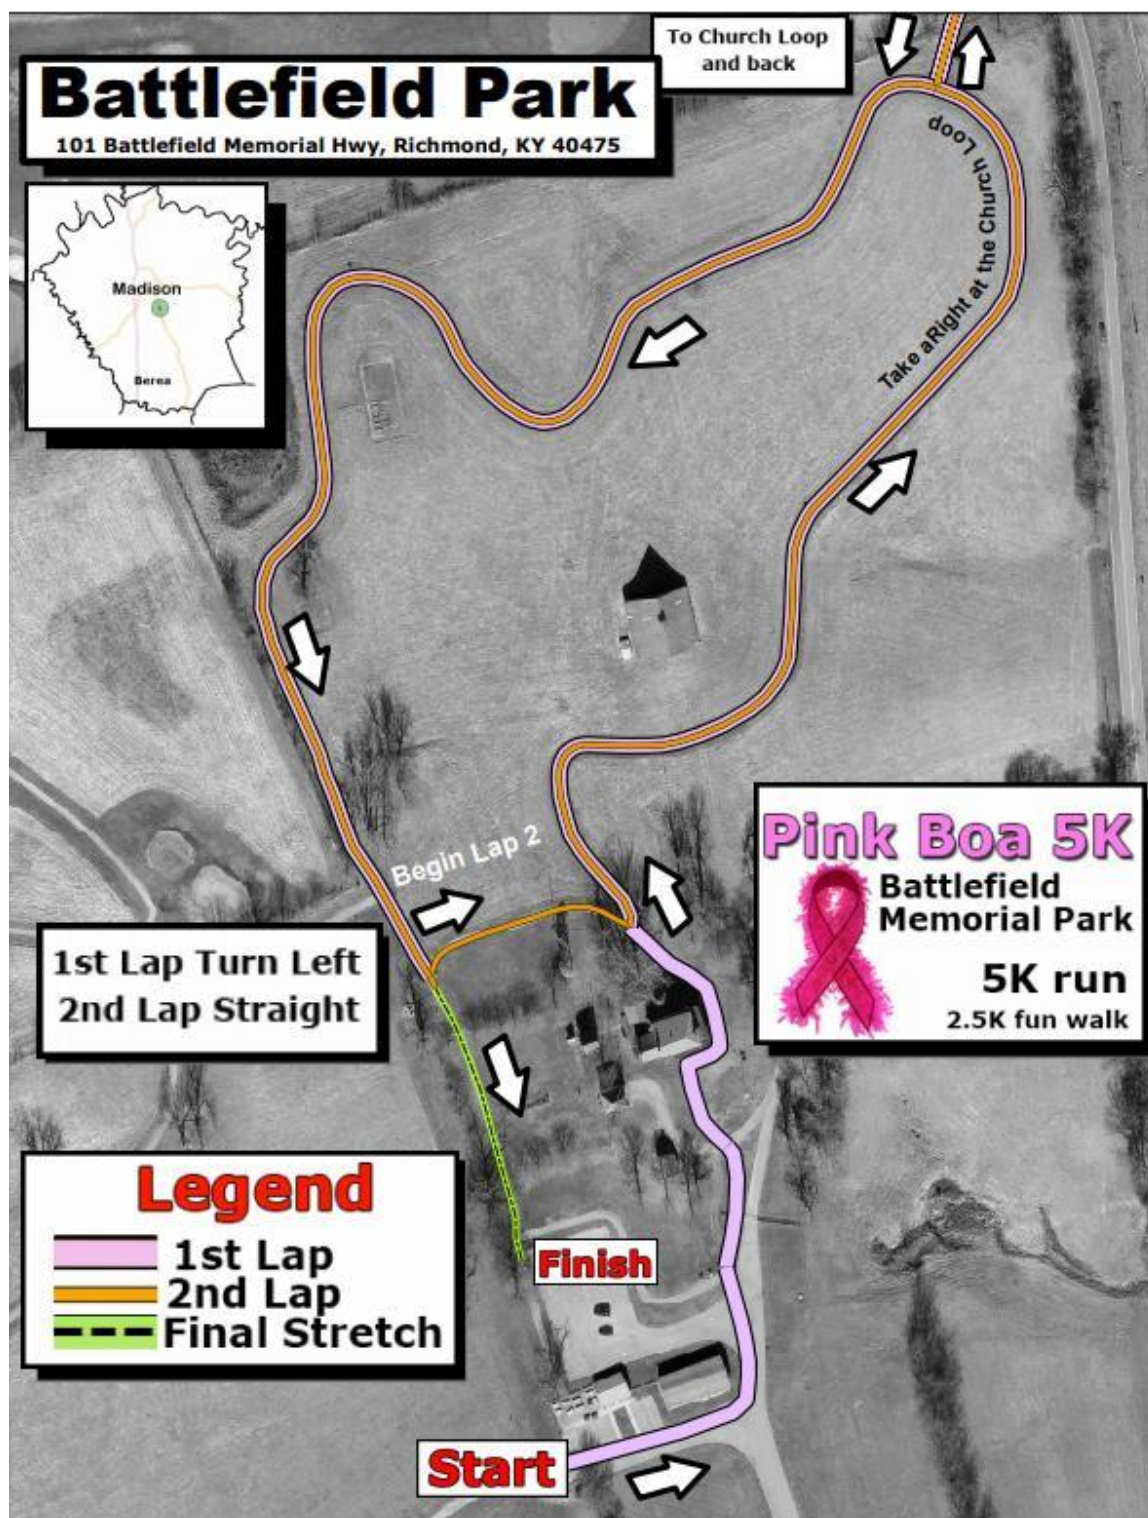 To Church Loop
and back
Battlefield Park
101 Battlefield Memorial Hwy, Richmond, KY 40475
Take aRight at the Church Loop
Madison
Berea
Begin Lap 2
Pink Boa 5K
Battlefield
Memorial Park
5K run
2.5K fun walk
1st Lap Turn Left
2nd Lap Straight
Legend
1st Lap
2nd Lap
Final Stretch
Finish
Start